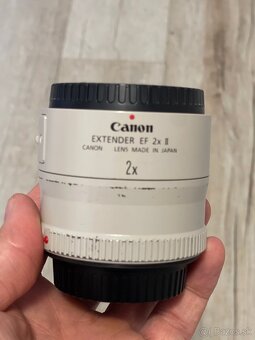 Canon
EXTENDER EF 2x II
CANON LENS MADE IN JAPAN
2x